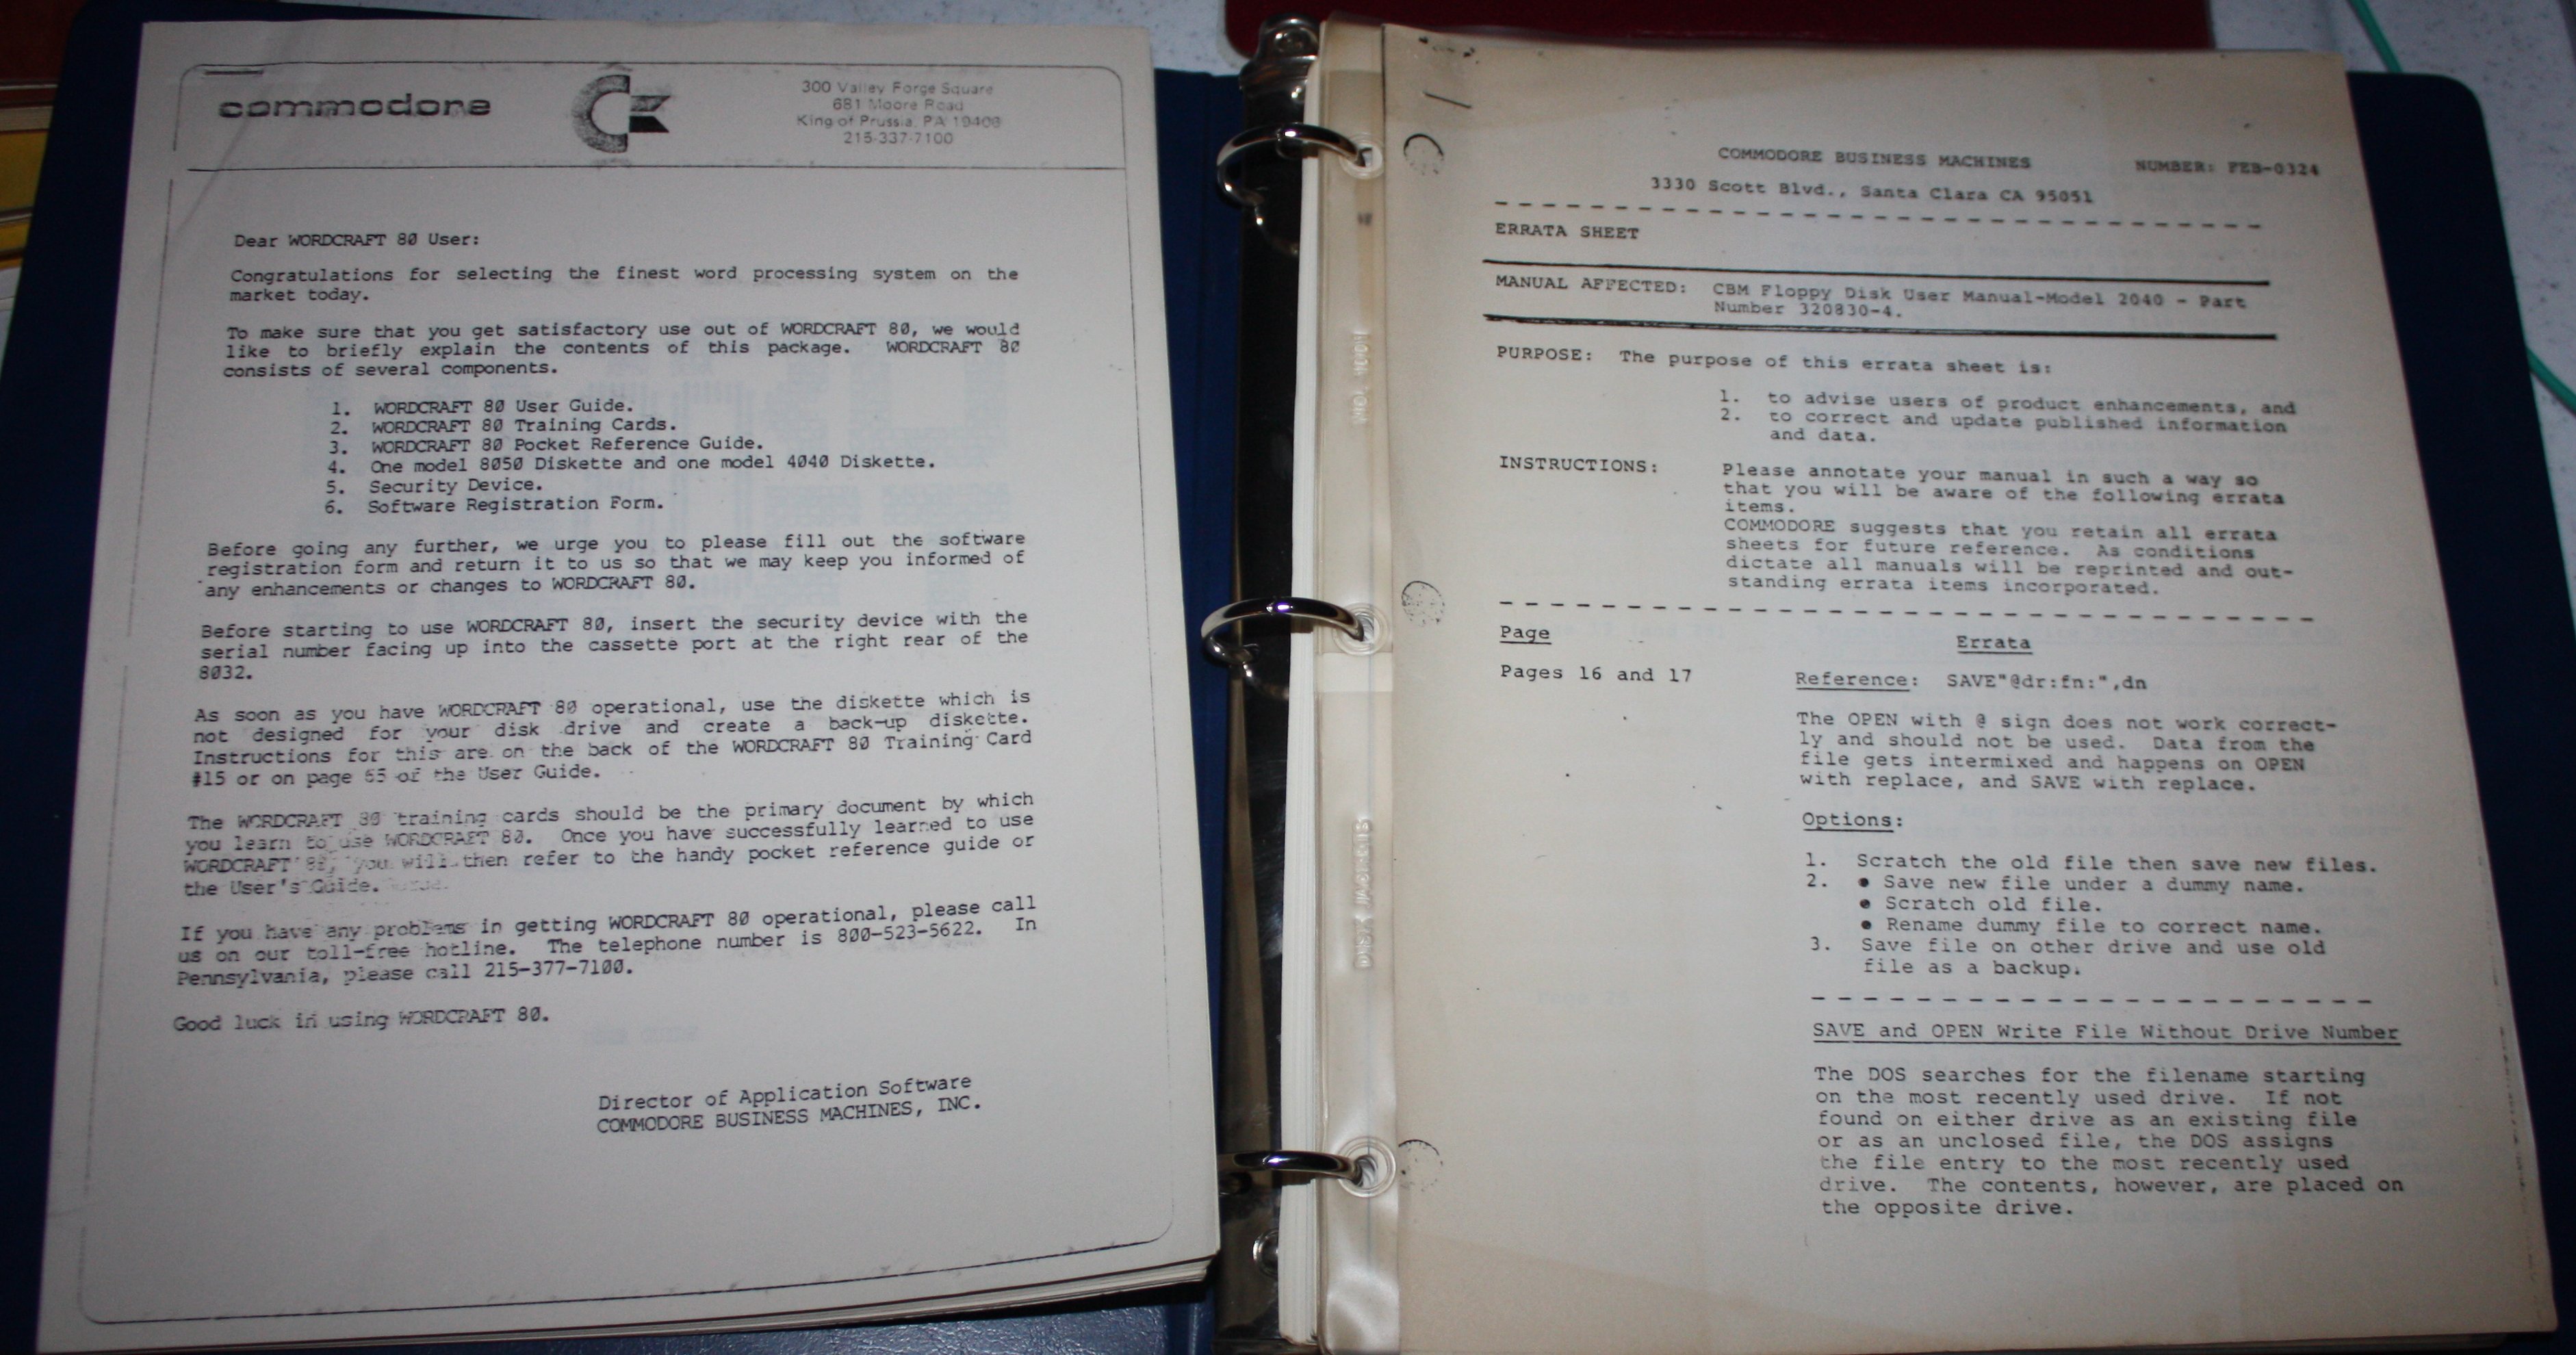 commodore
300 Valley Forge Square
681 Moore Road
King of Prussia, PA 19406
215-337-7100
Dear WORDCRAFT 80 User:
Congratulations for selecting the finest word processing system on the
market today.
To make sure that you get satisfactory use out of WORDCRAFT 80, we would
like to briefly explain the contents of this package. WORDCRAFT 80
consists of several components.
1. WORDCRAFT 80 User Guide.
2. WORDCRAFT 80 Training Cards.
3. WORDCRAFT 80 Pocket Reference Guide.
4. One model 8050 Diskette and one model 4040 Diskette.
5. Security Device.
6. Software Registration Form.
Before going any further, we urge you to please fill out the software
registration form and return it to us so that we may keep you informed of
any enhancements or changes to WORDCRAFT 80.
Before starting to use WORDCRAFT 80, insert the security device with the
serial number facing up into the cassette port at the right rear of the
8032.
As soon as you have WORDCRAFT 80 operational, use the diskette which is
not designed for your disk drive and create a back-up diskette.
Instructions for this are on the back of the WORDCRAFT 80 Training Card
#15 or on page 65 of the User Guide.
The WORDCRAFT 80 training cards should be the primary document by which
you learn to use WORDCRAFT 80. Once you have successfully learned to use
WORDCRAFT 80, you will then refer to the handy pocket reference guide or
the User's Guide.
If you have any problems in getting WORDCRAFT 80 operational, please call
us on our toll-free hotline. The telephone number is 800-523-5622. In
Pennsylvania, please call 215-377-7100.
Good luck in using WORDCRAFT 80.
Director of Application Software
COMMODORE BUSINESS MACHINES, INC.
COMMODORE BUSINESS MACHINES NUMBER: FEB-0324
3330 Scott Blvd., Santa Clara CA 95051
ERRATA SHEET
MANUAL AFFECTED: CBM Floppy Disk User Manual-Model 2040 - Part
Number 320830-4.
PURPOSE: The purpose of this errata sheet is:
1. to advise users of product enhancements, and
2. to correct and update published information
and data.
INSTRUCTIONS: Please annotate your manual in such a way so
that you will be aware of the following errata
items.
COMMODORE suggests that you retain all errata
sheets for future reference. As conditions
dictate all manuals will be reprinted and out-
standing errata items incorporated.
Page Errata
Pages 16 and 17 Reference: SAVE"@dr:fn:",dn
The OPEN with @ sign does not work correct-
ly and should not be used. Data from the
file gets intermixed and happens on OPEN
with replace, and SAVE with replace.
Options:
1. Scratch the old file then save new files.
2. ● Save new file under a dummy name.
● Scratch old file.
● Rename dummy file to correct name.
3. Save file on other drive and use old
file as a backup.
SAVE and OPEN Write File Without Drive Number
The DOS searches for the filename starting
on the most recently used drive. If not
found on either drive as an existing file
or as an unclosed file, the DOS assigns
the file entry to the most recently used
drive. The contents, however, are placed on
the opposite drive.